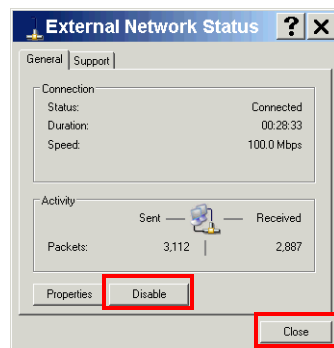 External Network Status ? X
General Support
Connection
Status: Connected
Duration: 00:28:33
Speed: 100.0 Mbps
Activity
Sent — — Received
Packets: 3,112 | 2,887
Properties Disable
Close